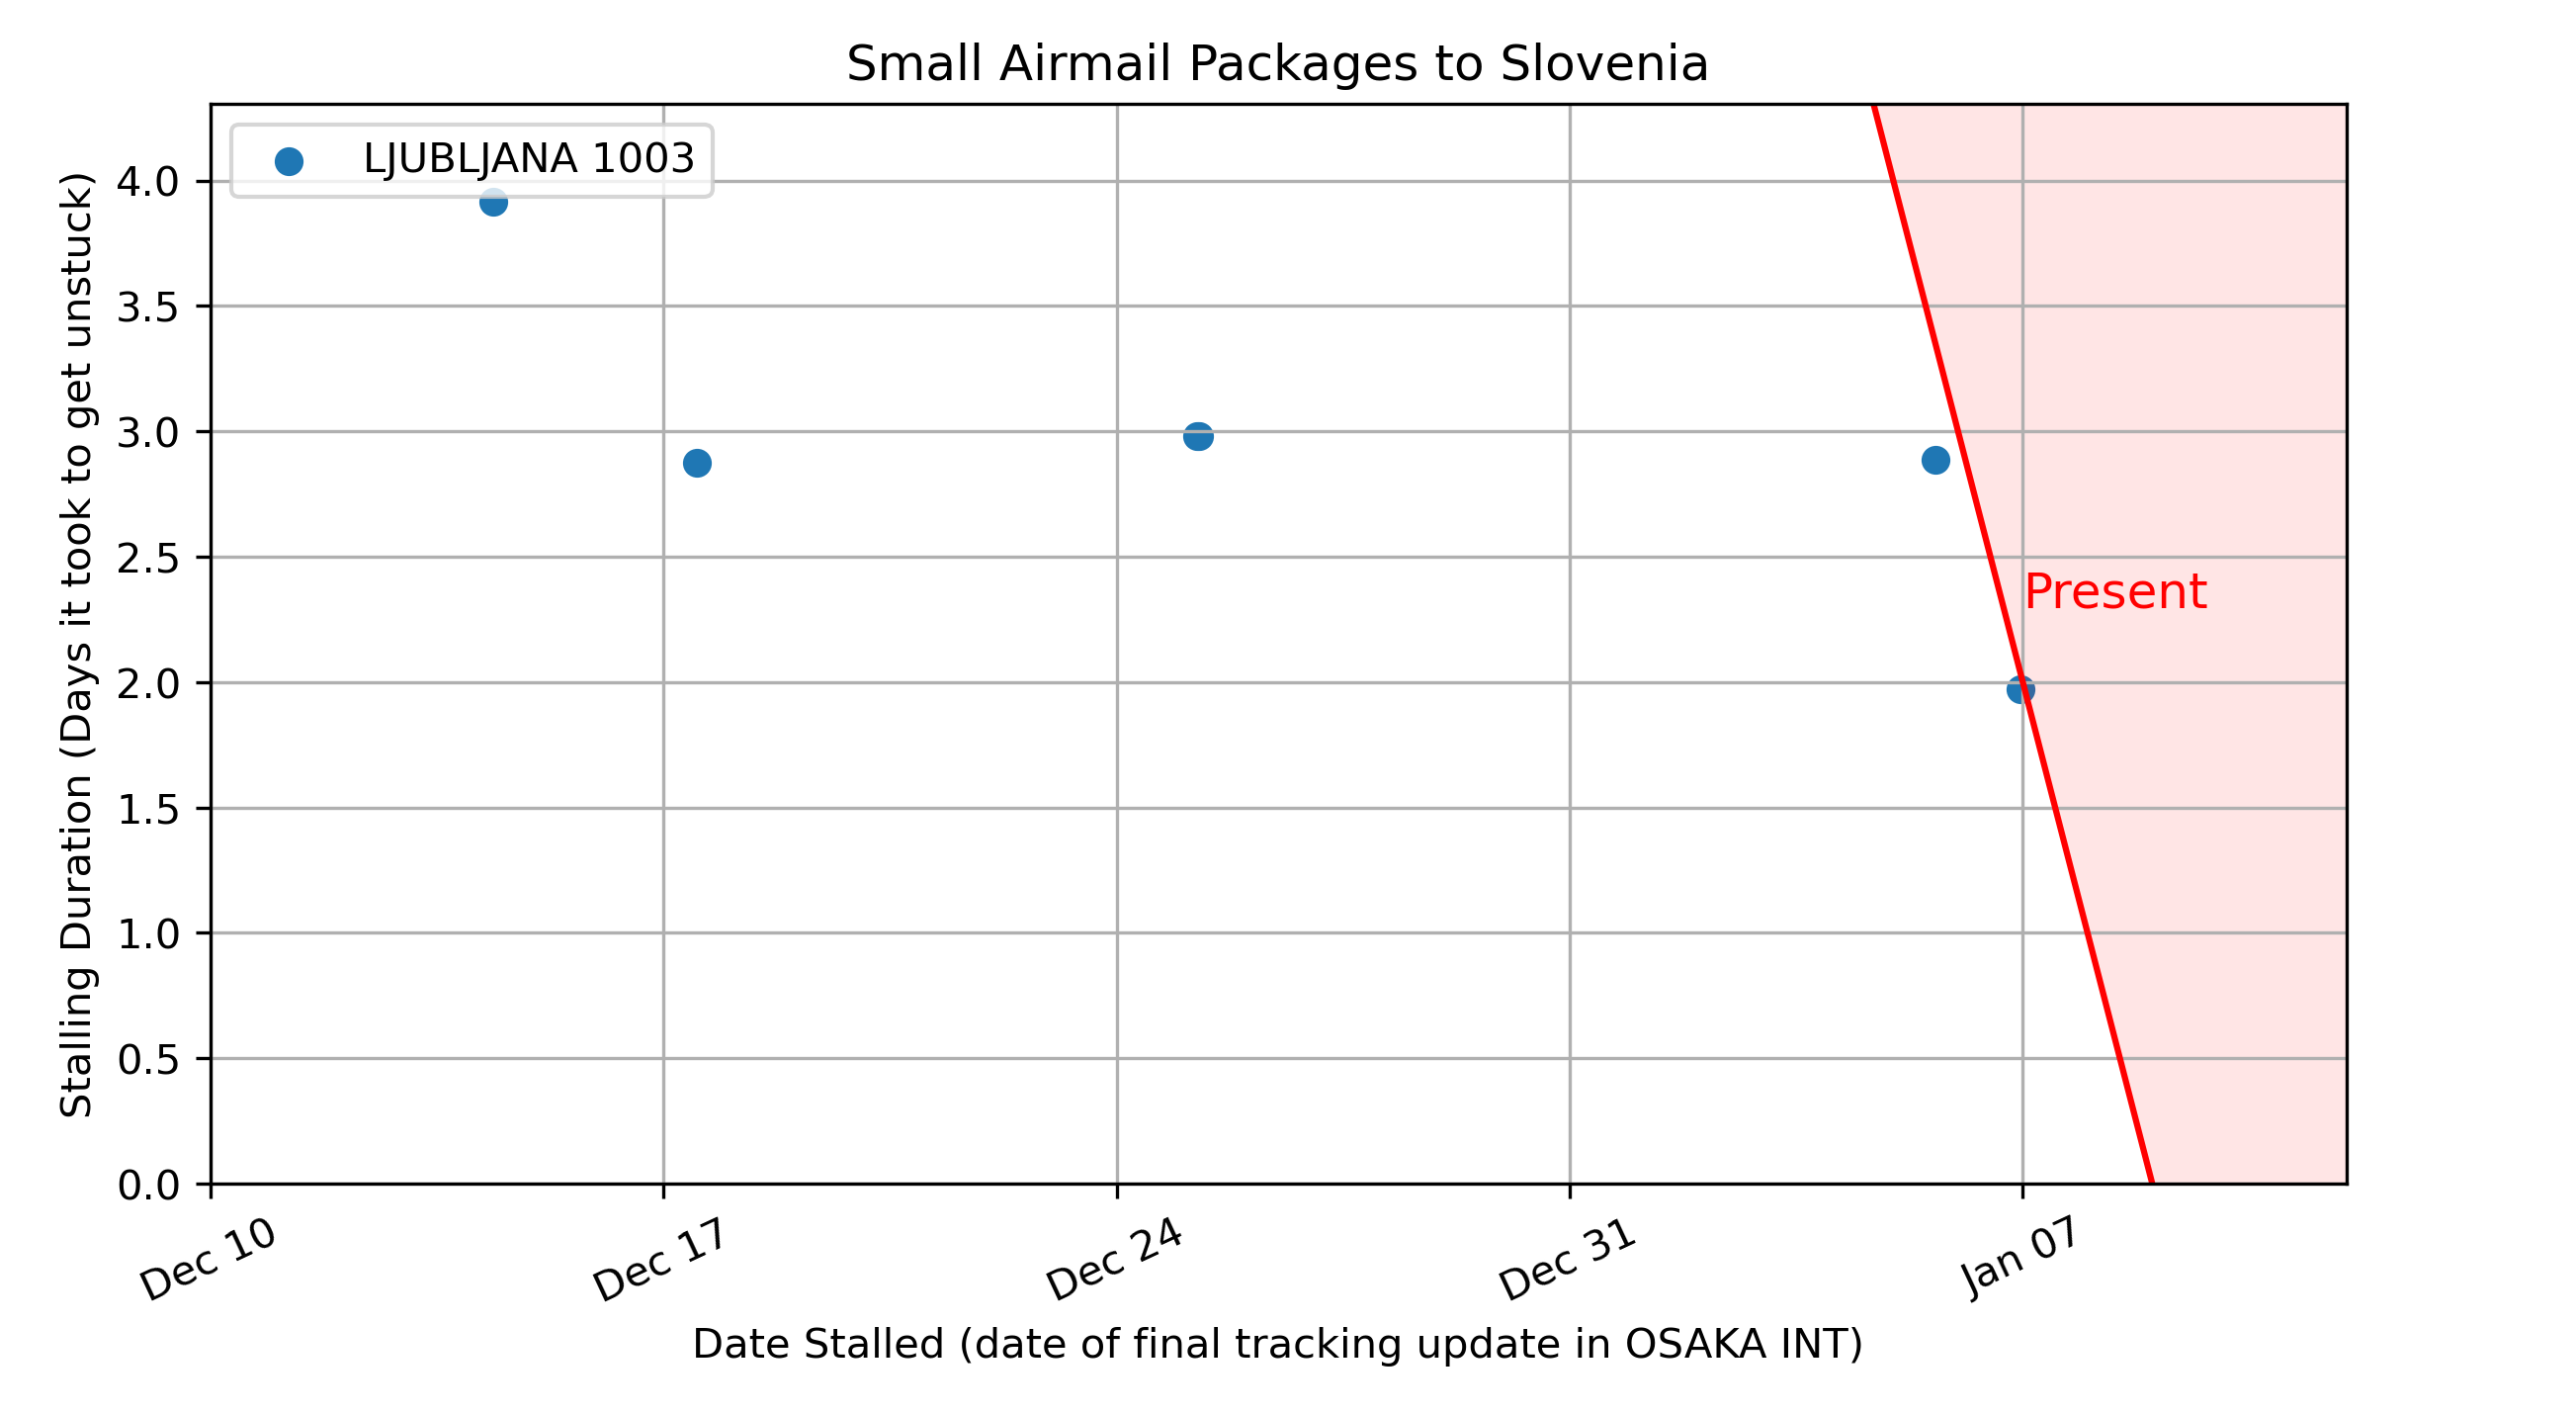 Small Airmail Packages to Slovenia
LJUBLJANA 1003
Stalling Duration (Days it took to get unstuck)
4.0
3.5
3.0
2.5
2.0
1.5
1.0
0.5
0.0
Present
Dec 10
Dec 17
Dec 24
Dec 31
Jan 07
Date Stalled (date of final tracking update in OSAKA INT)